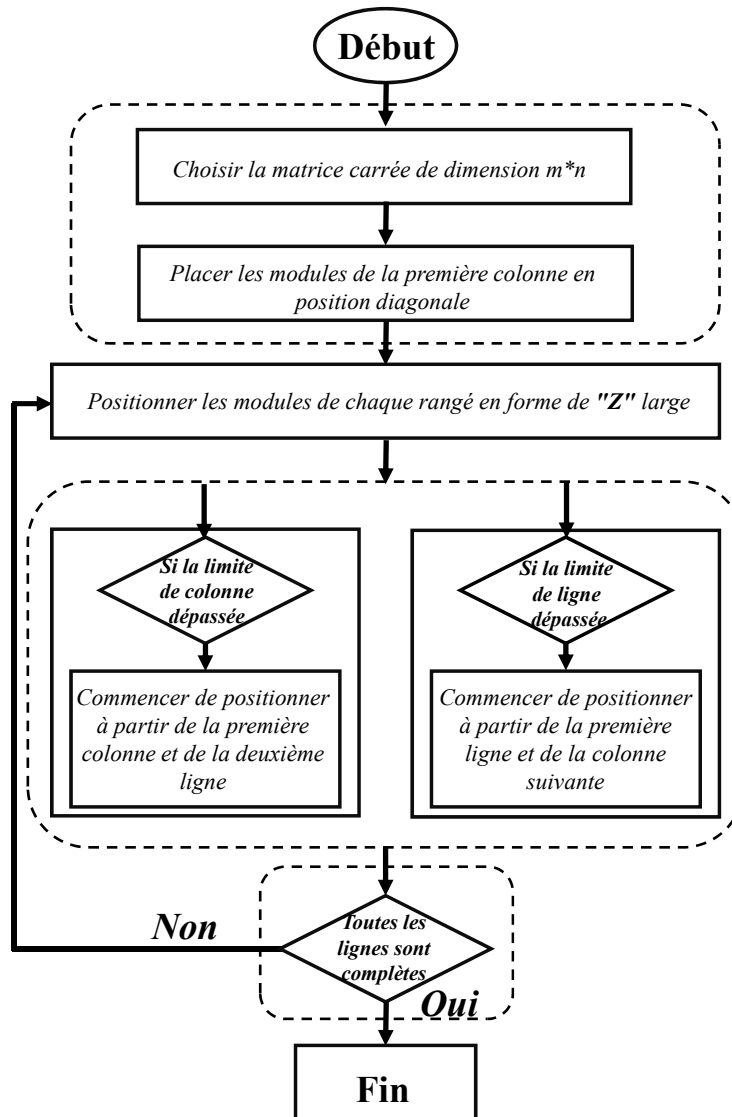 Début
Choisir la matrice carrée de dimension m*n
Placer les modules de la première colonne en
position diagonale
Positionner les modules de chaque rangé en forme de "Z" large
Si la limite
de colonne
dépassée
Commencer de positionner
à partir de la première
colonne et de la deuxième
ligne
Si la limite
de ligne
dépassée
Commencer de positionner
à partir de la première
ligne et de la colonne
suivante
Non
Toutes les
lignes sont
complètes
Oui
Fin